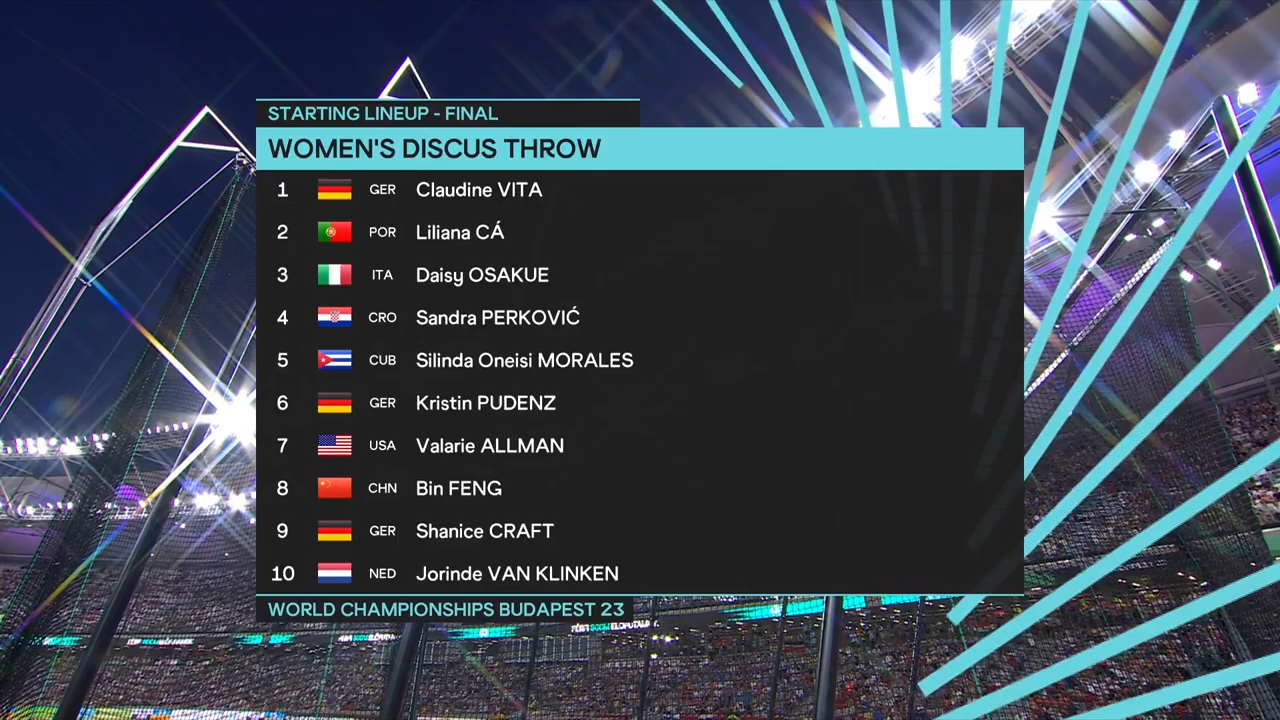 STARTING LINEUP - FINAL
WOMEN'S DISCUS THROW
1 GER Claudine VITA
2 POR Liliana CÁ
3 ITA Daisy OSAKUE
4 CRO Sandra PERKOVIĆ
5 CUB Silinda Oneisi MORALES
6 GER Kristin PUDENZ
7 USA Valarie ALLMAN
8 CHN Bin FENG
9 GER Shanice CRAFT
10 NED Jorinde VAN KLINKEN
WORLD CHAMPIONSHIPS BUDAPEST 23